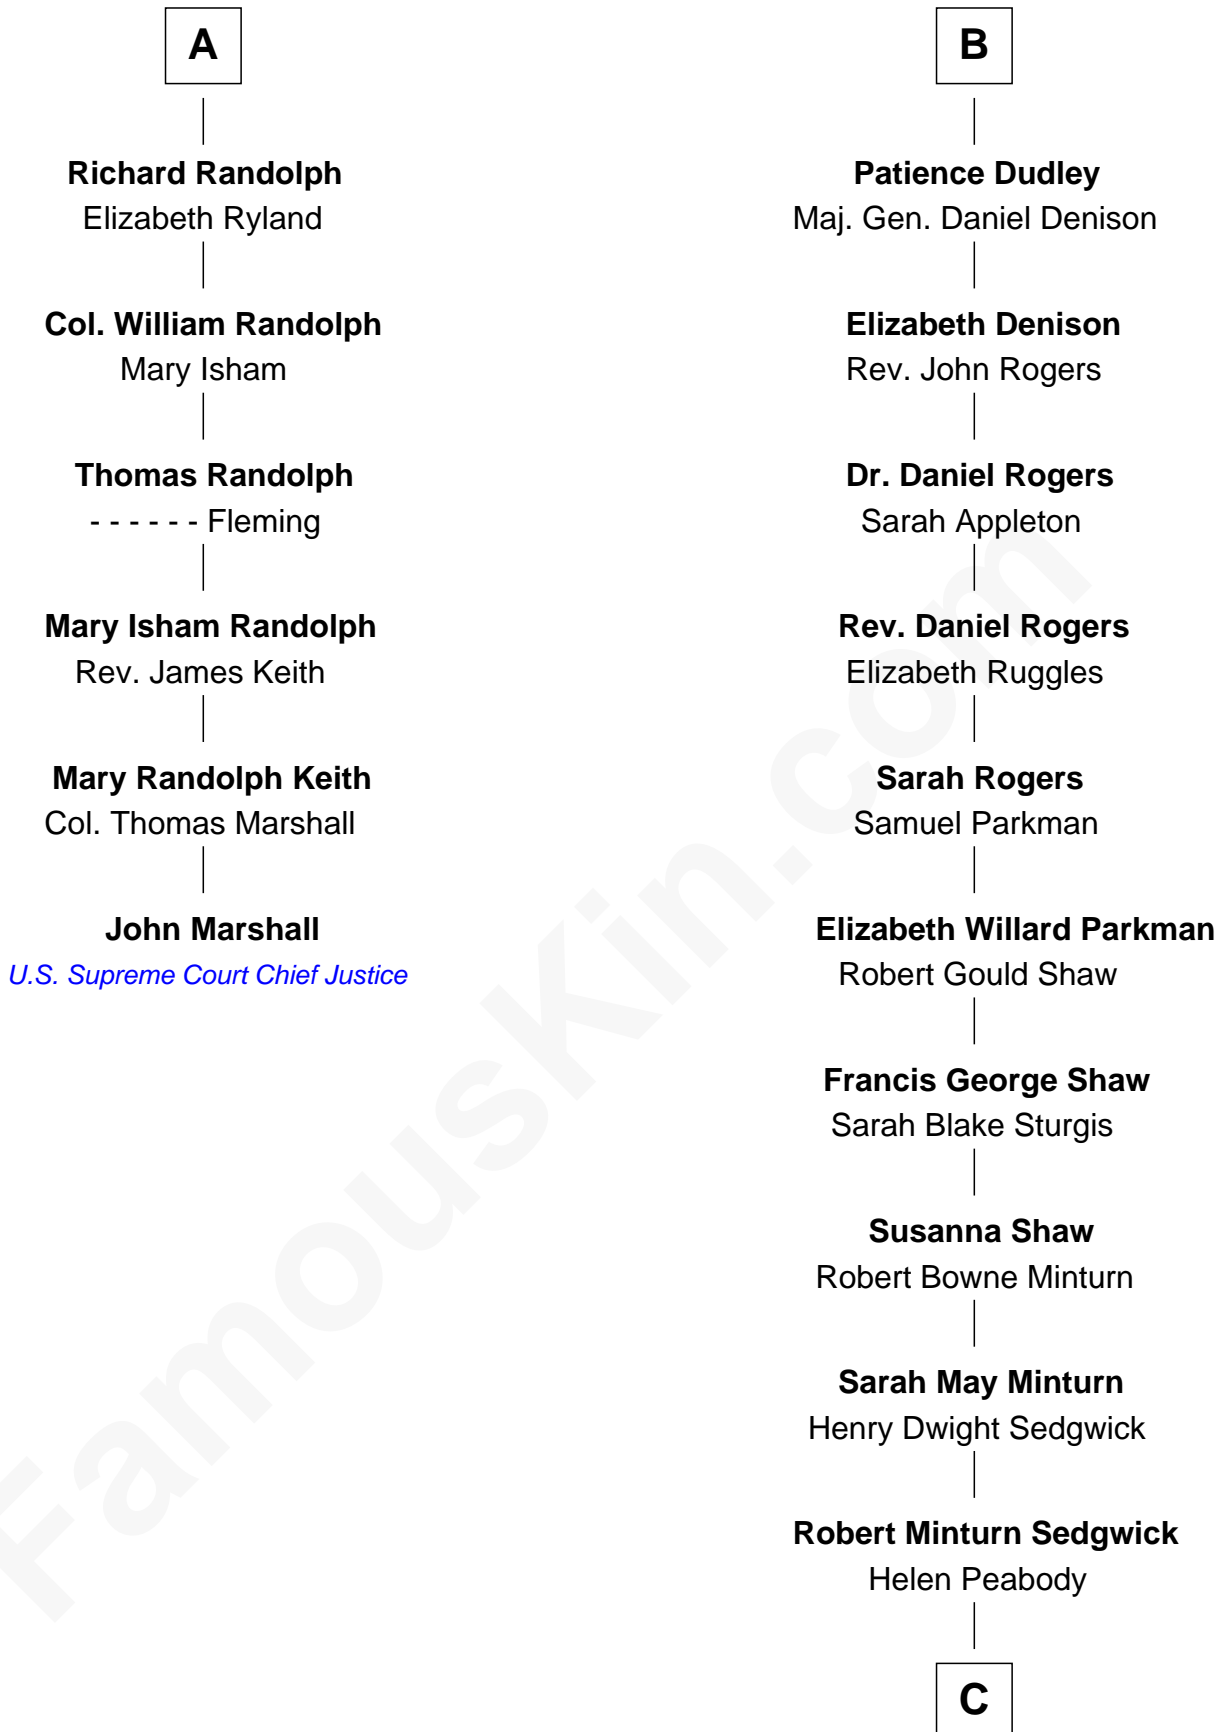 A
Richard Randolph
Elizabeth Ryland
Col. William Randolph
Mary Isham
Thomas Randolph
- - - - - - Fleming
Mary Isham Randolph
Rev. James Keith
Mary Randolph Keith
Col. Thomas Marshall
John Marshall
U.S. Supreme Court Chief Justice
B
Patience Dudley
Maj. Gen. Daniel Denison
Elizabeth Denison
Rev. John Rogers
Dr. Daniel Rogers
Sarah Appleton
Rev. Daniel Rogers
Elizabeth Ruggles
Sarah Rogers
Samuel Parkman
Elizabeth Willard Parkman
Robert Gould Shaw
Francis George Shaw
Sarah Blake Sturgis
Susanna Shaw
Robert Bowne Minturn
Sarah May Minturn
Henry Dwight Sedgwick
Robert Minturn Sedgwick
Helen Peabody
C
FamousKin.com